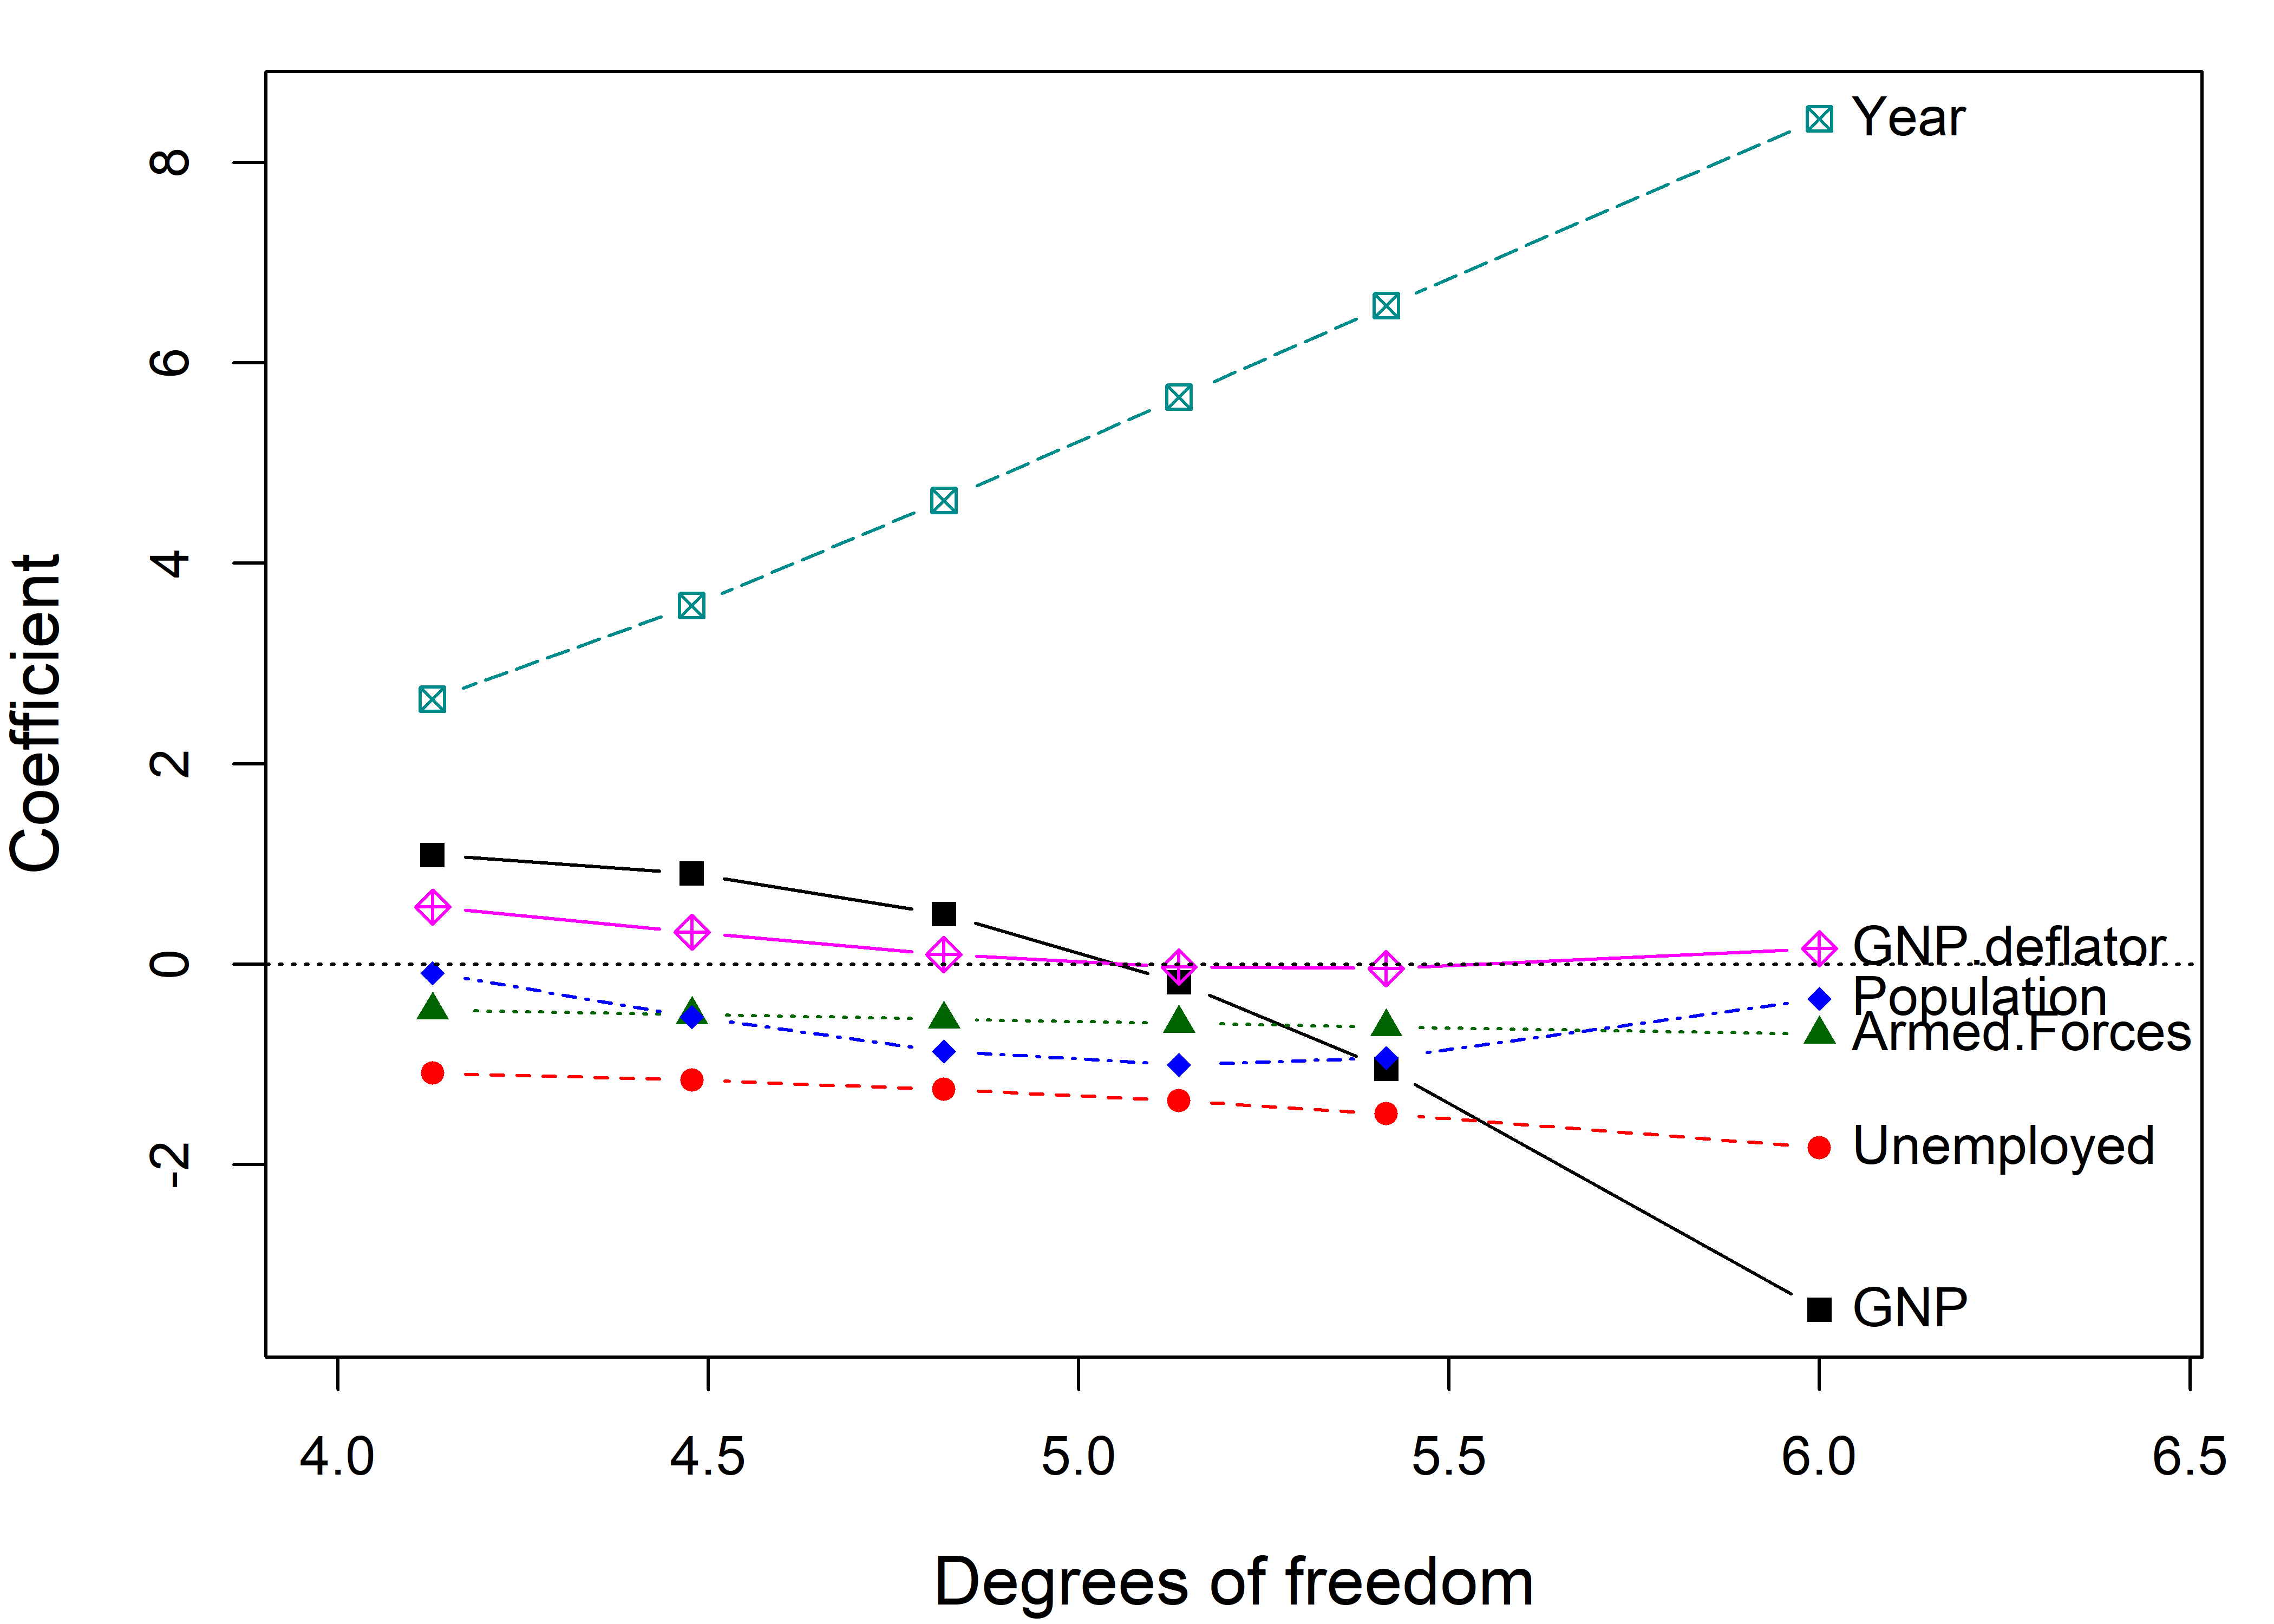 Year
8
6
4
2
0
-2
Coefficient
GNP.deflator
Population
Armed.Forces
Unemployed
GNP
4.0 4.5 5.0 5.5 6.0 6.5
Degrees of freedom